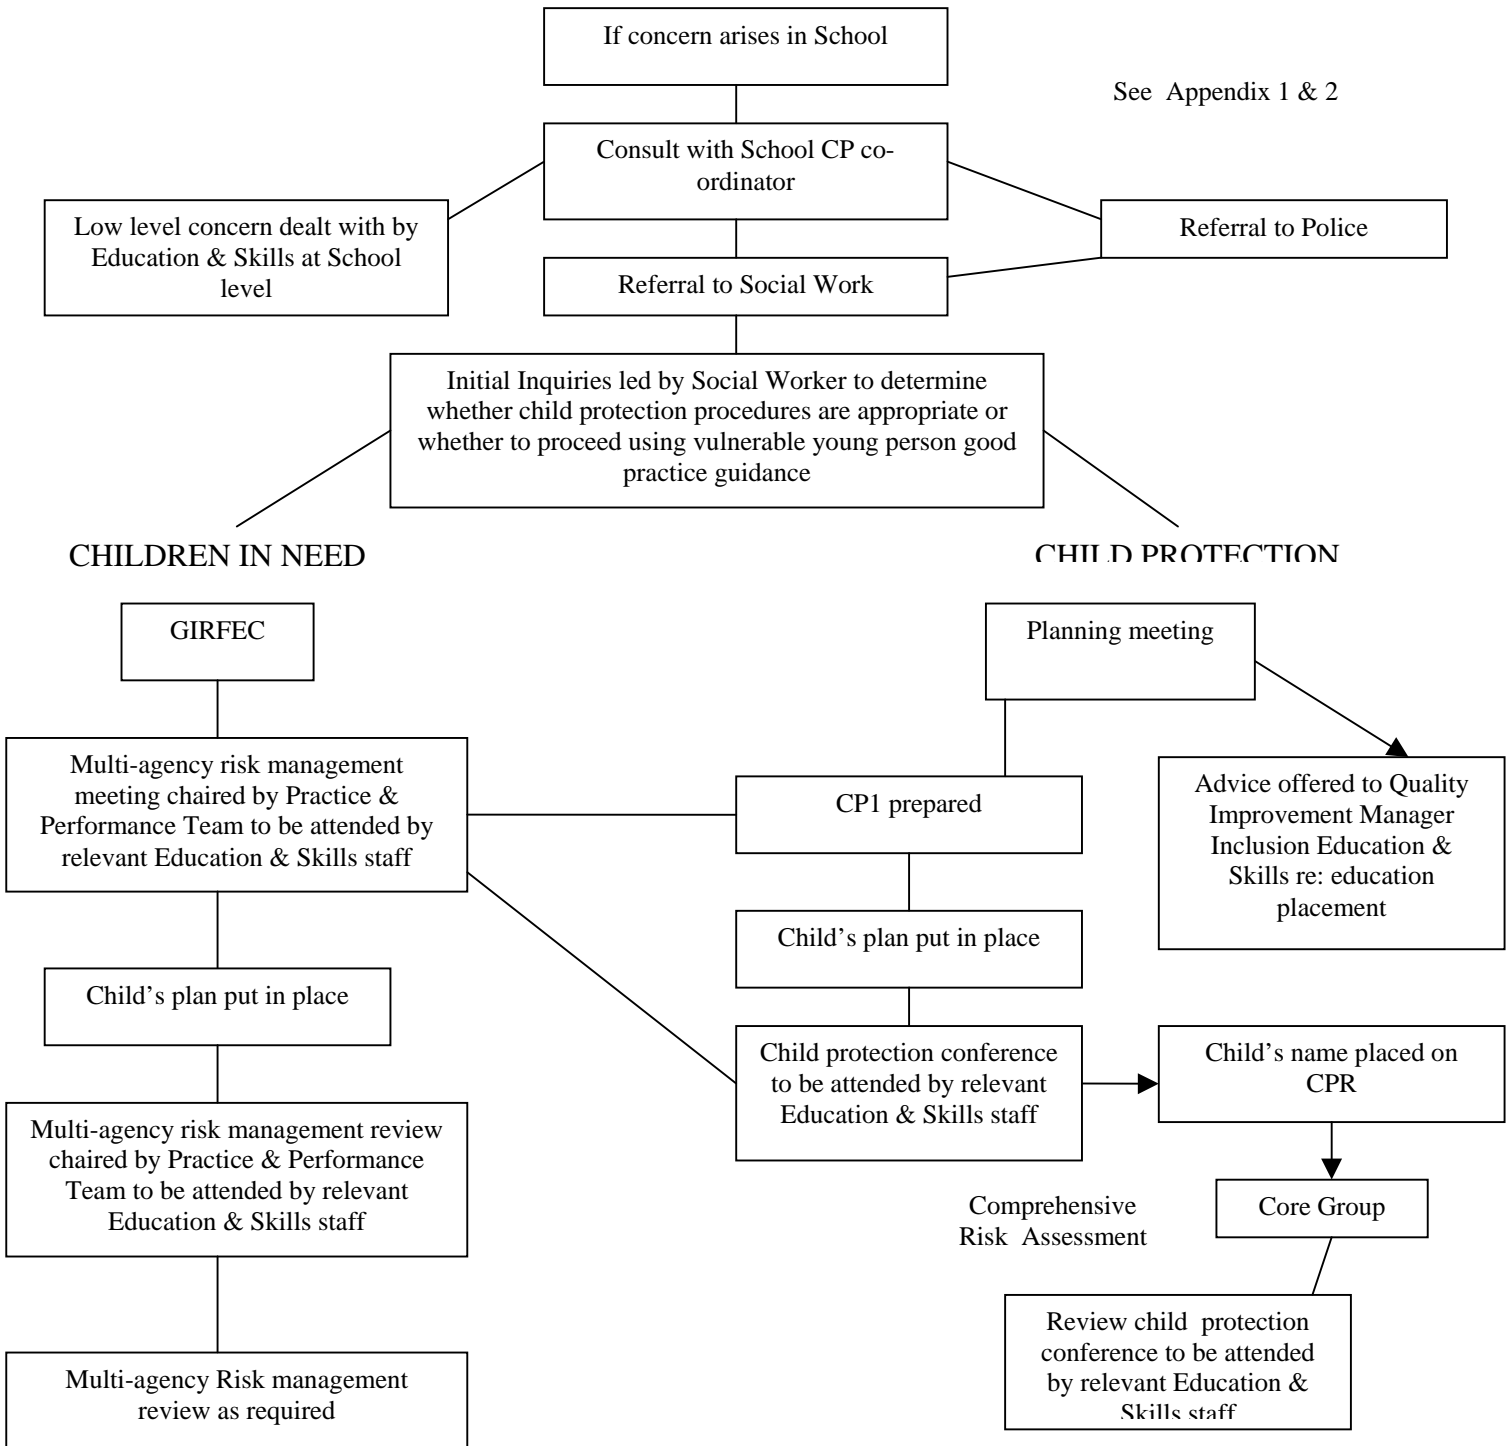 If concern arises in School
See Appendix 1 & 2
Consult with School CP co-
ordinator
Low level concern dealt with by
Education & Skills at School
level
Referral to Police
Referral to Social Work
Initial Inquiries led by Social Worker to determine
whether child protection procedures are appropriate or
whether to proceed using vulnerable young person good
practice guidance
CHILDREN IN NEED
CHILD PROTECTION
GIRFEC
Planning meeting
Multi-agency risk management
meeting chaired by Practice &
Performance Team to be attended by
relevant Education & Skills staff
CP1 prepared
Advice offered to Quality
Improvement Manager
Inclusion Education &
Skills re: education
placement
Child’s plan put in place
Child’s plan put in place
Child protection conference
to be attended by relevant
Education & Skills staff
Child’s name placed on
CPR
Multi-agency risk management review
chaired by Practice & Performance
Team to be attended by relevant
Education & Skills staff
Comprehensive
Risk Assessment
Core Group
Review child protection
conference to be attended
by relevant Education &
Skills staff
Multi-agency Risk management
review as required